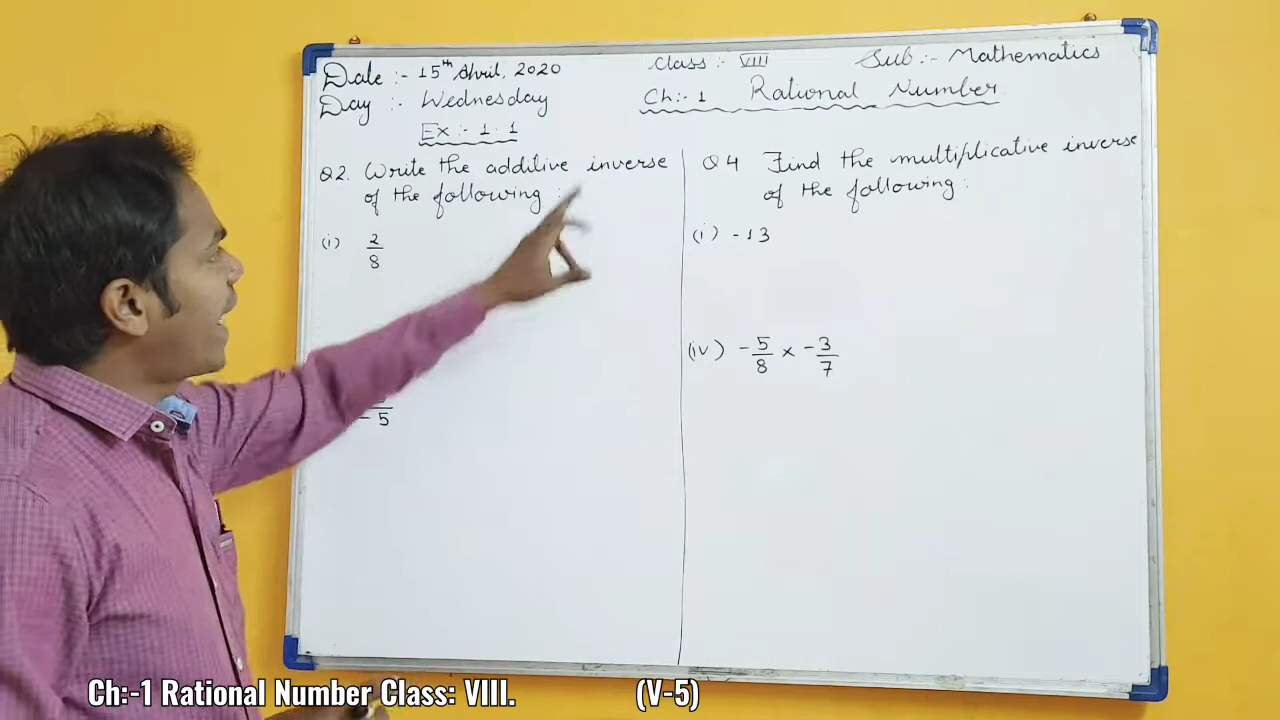 Date :- 15th April, 2020
Day :- Wednesday
Class :- VIII
Sub :- Mathematics
Ch:- 1 Rational Number
Ex :- 1.1
Q2. Write the additive inverse
of the following :
(i) 2/8
- 5
Q4 Find the multiplicative inverse
of the following :
(i) -13
(iv) -5/8 x -3/7
Ch:-1 Rational Number Class: VIII. (V-5)